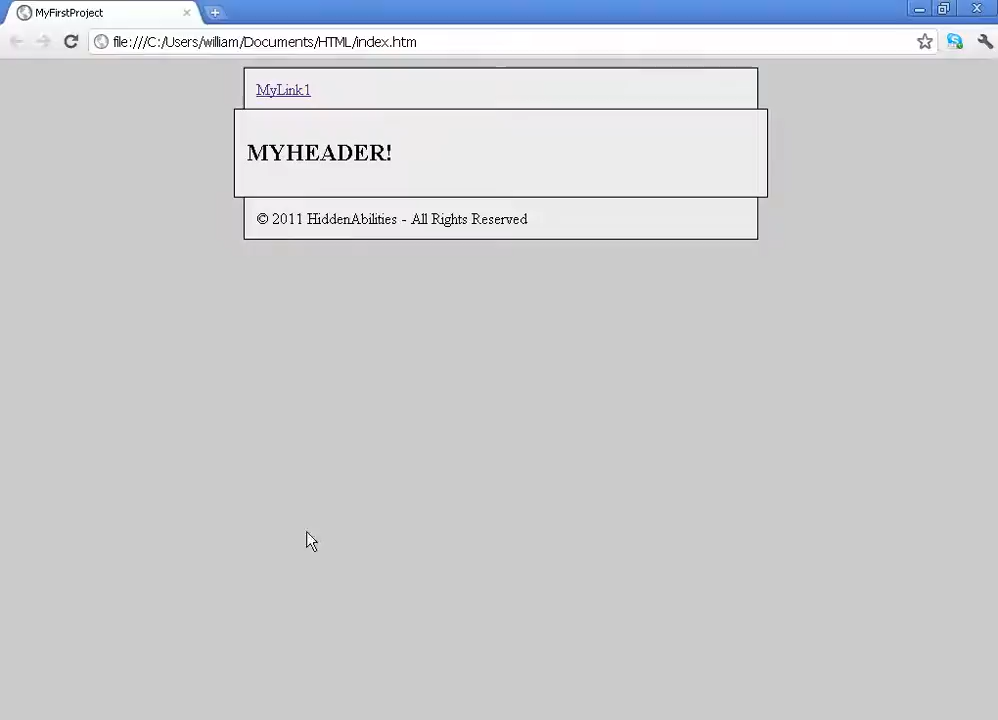 MyFirstProject
file:///C:/Users/william/Documents/HTML/index.htm
MyLink1
MYHEADER!
© 2011 HiddenAbilities - All Rights Reserved